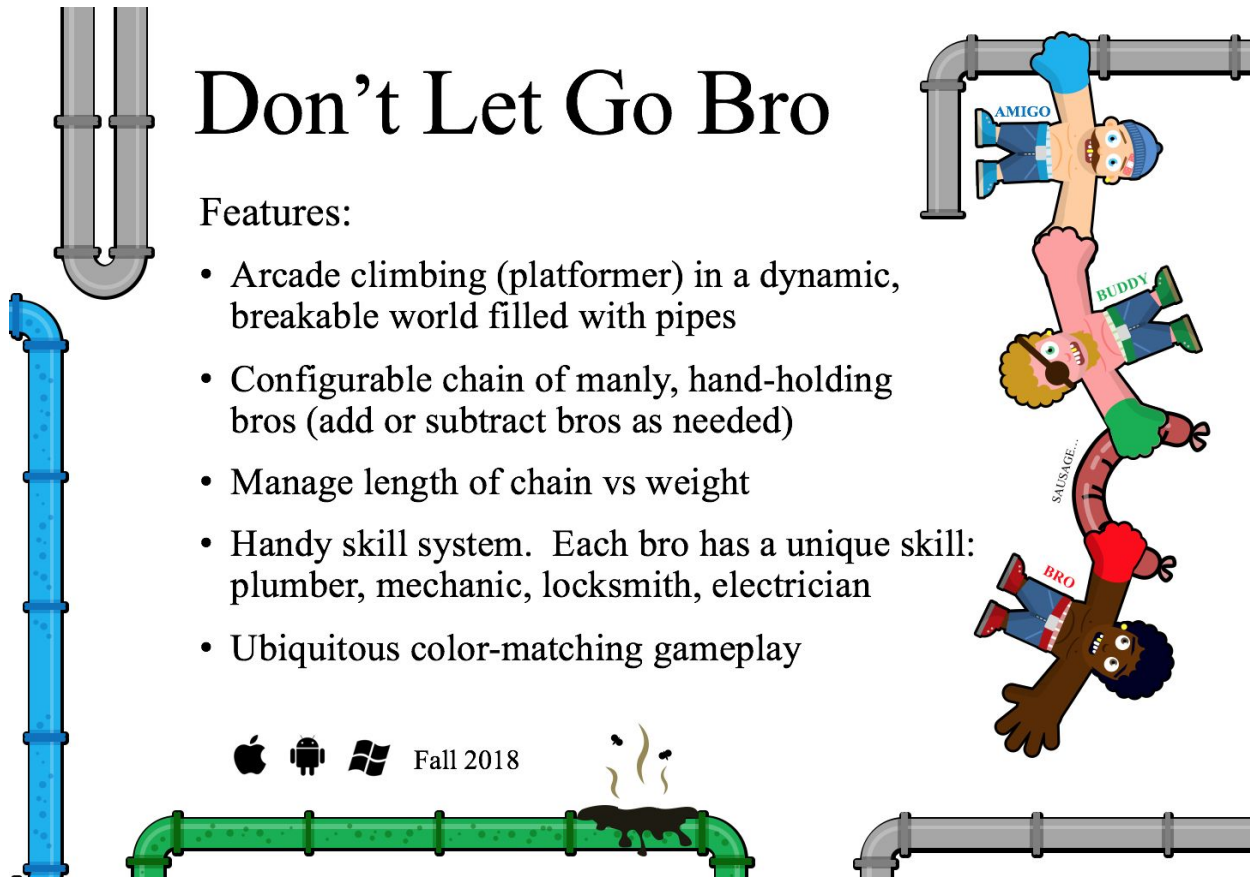 Don’t Let Go Bro
Features:
• Arcade climbing (platformer) in a dynamic,
breakable world filled with pipes
• Configurable chain of manly, hand-holding
bros (add or subtract bros as needed)
• Manage length of chain vs weight
• Handy skill system.  Each bro has a unique skill:
plumber, mechanic, locksmith, electrician
• Ubiquitous color-matching gameplay
Fall 2018
AMIGO
BUDDY
SAUSAGE...
BRO